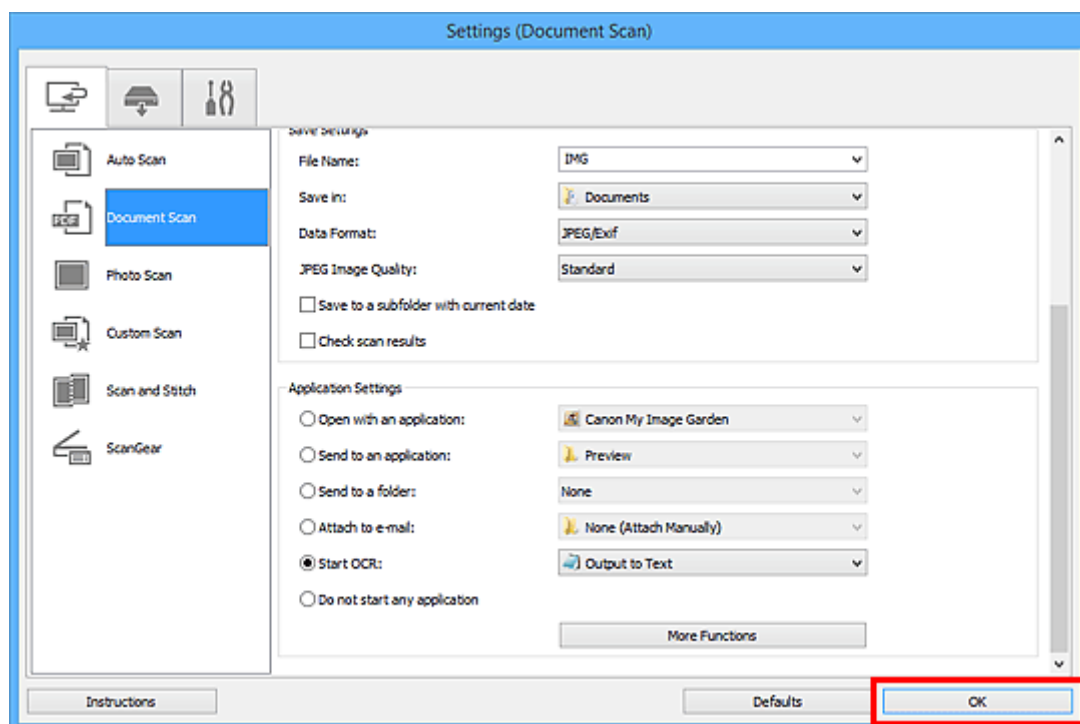 Settings (Document Scan)
Save Settings
Auto Scan
File Name: IMG
Save in: Documents
Document Scan
Data Format: JPEG/Exif
Photo Scan
JPEG Image Quality: Standard
Save to a subfolder with current date
Custom Scan
Check scan results
Scan and Stitch
Application Settings
Open with an application: Canon My Image Garden
ScanGear
Send to an application: Preview
Send to a folder: None
Attach to e-mail: None (Attach Manually)
Start OCR: Output to Text
Do not start any application
More Functions
Instructions Defaults OK